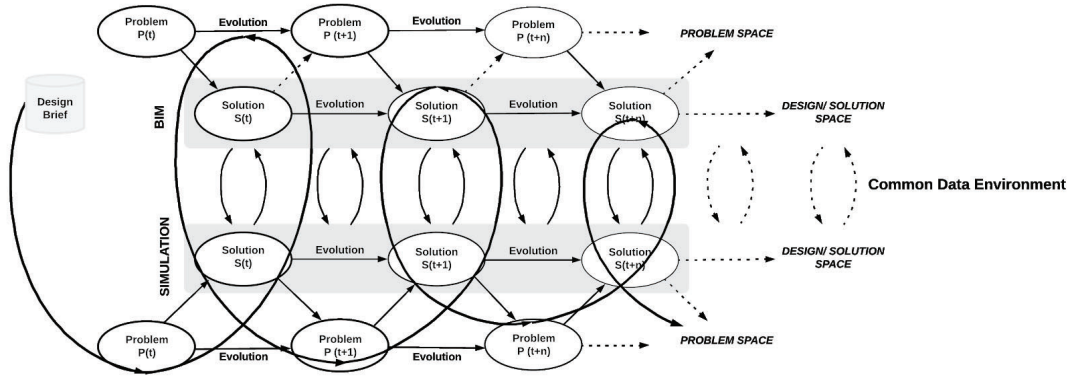 Problem
P(t)
Evolution
Problem
P (t+1)
Evolution
Problem
P (t+n)
PROBLEM SPACE
Design
Brief
BIM
Solution
S(t)
Evolution
Solution
S(t+1)
Evolution
Solution
S(t+n)
DESIGN/ SOLUTION
SPACE
Common Data Environment
SIMULATION
Solution
S(t)
Evolution
Solution
S(t+1)
Evolution
Solution
S(t+n)
DESIGN/ SOLUTION
SPACE
Problem
P(t)
Evolution
Problem
P (t+1)
Evolution
Problem
P (t+n)
PROBLEM SPACE